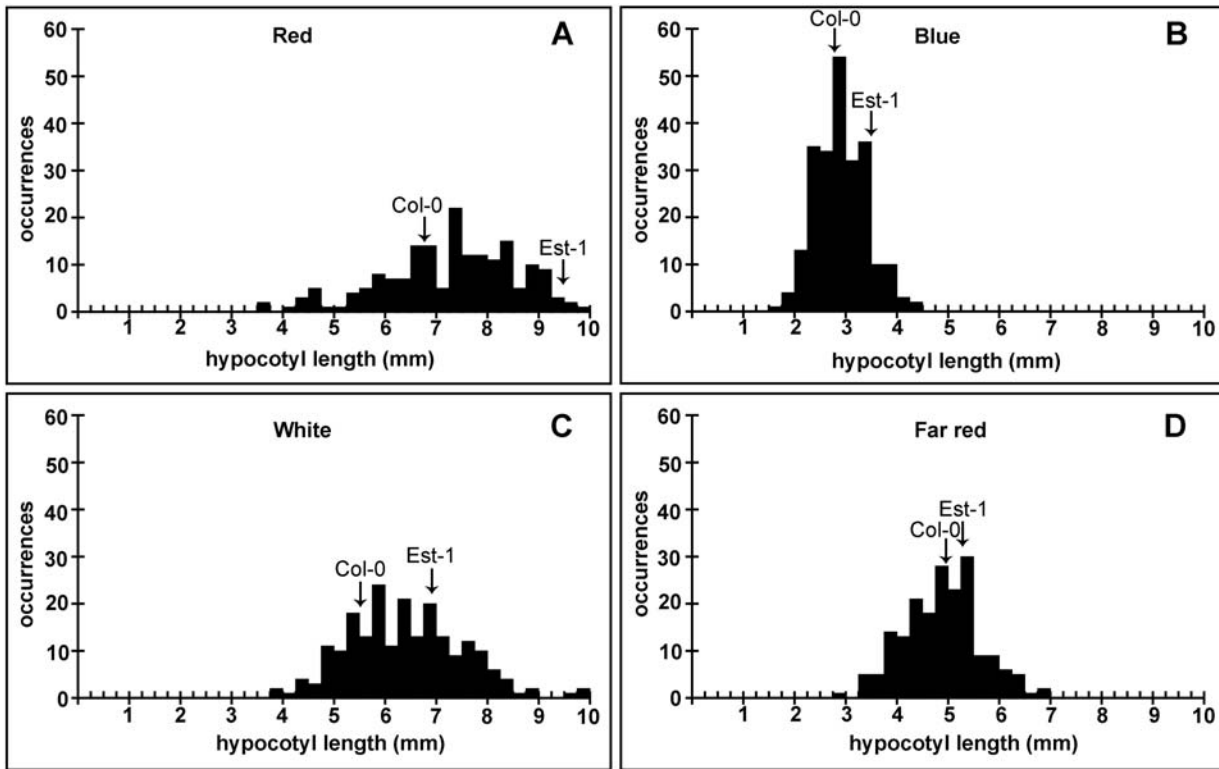 Red
A
60
50
40
30
20
10
0
occurrences
Col-0
Est-1
1 2 3 4 5 6 7 8 9 10
hypocotyl length (mm)
Col-0
Blue
B
60
50
40
30
20
10
0
occurrences
Est-1
1 2 3 4 5 6 7 8 9 10
hypocotyl length (mm)
White
C
60
50
40
30
20
10
0
occurrences
Col-0
Est-1
1 2 3 4 5 6 7 8 9 10
hypocotyl length (mm)
Far red
D
60
50
40
30
20
10
0
occurrences
Est-1
Col-0
1 2 3 4 5 6 7 8 9 10
hypocotyl length (mm)